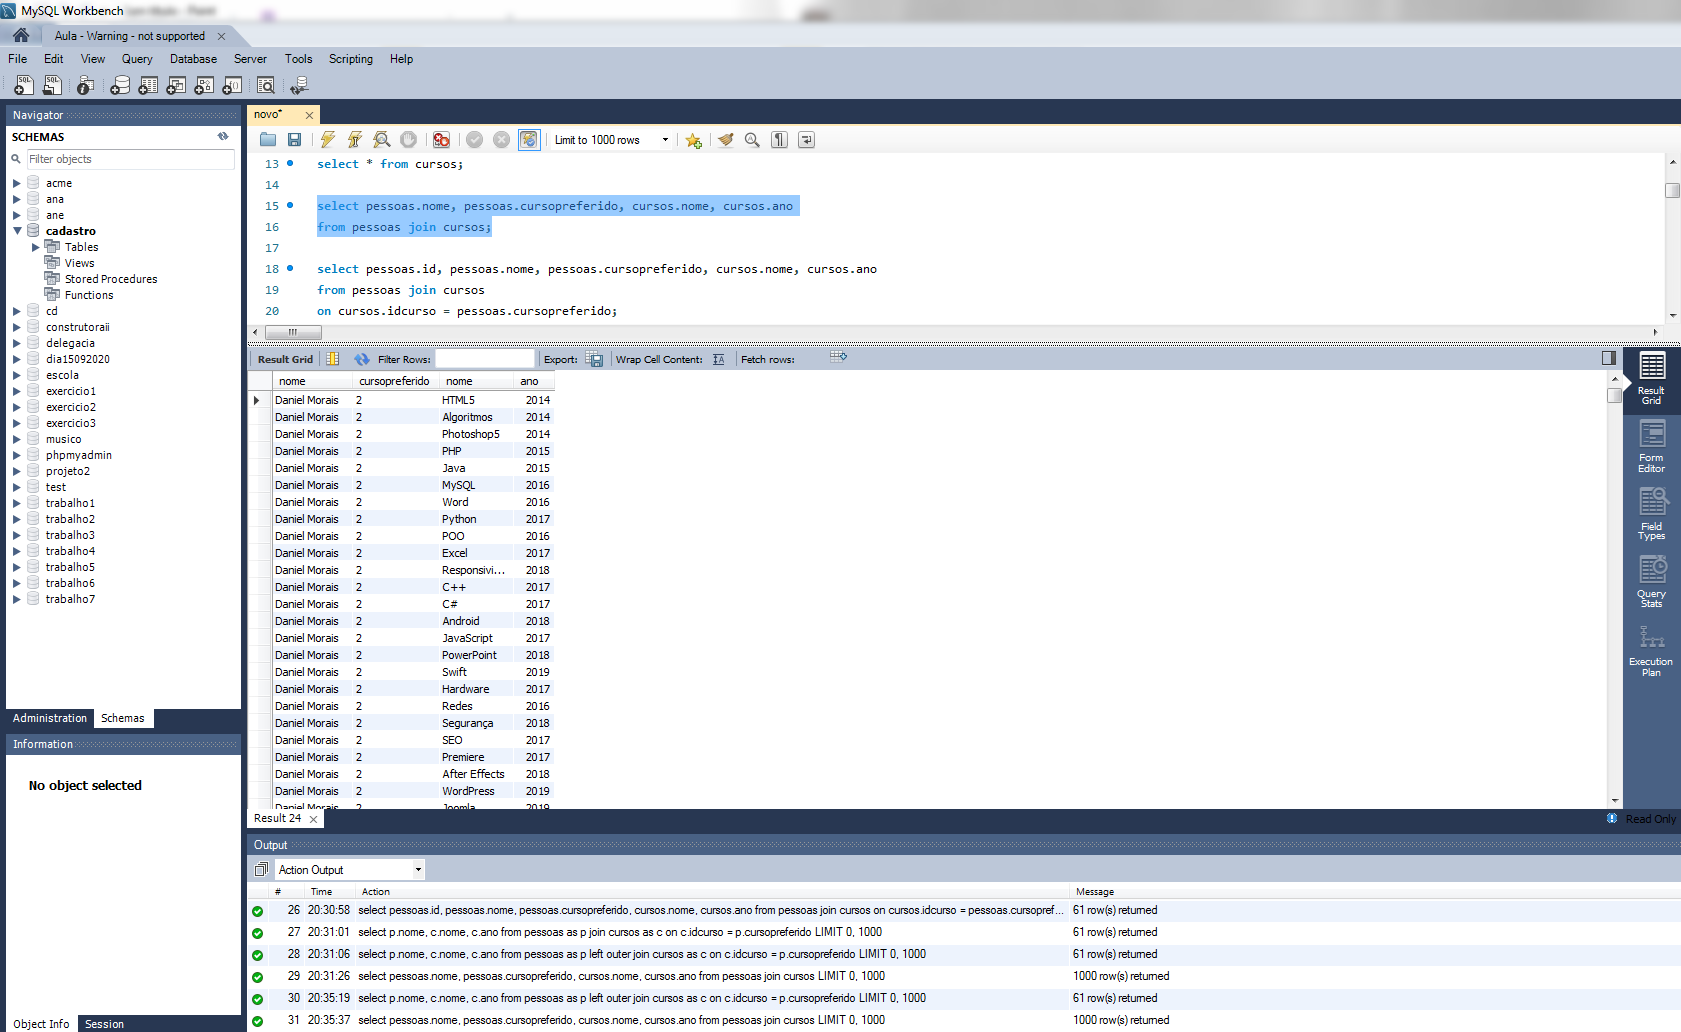 MySQL Workbench
Aula - Warning - not supported
File Edit View Query Database Server Tools Scripting Help
Navigator
SCHEMAS
Filter objects
acme
ana
ane
cadastro
Tables
Views
Stored Procedures
Functions
cd
construtoraii
delegacia
dia15092020
escola
exercicio1
exercicio2
exercicio3
musico
phpmyadmin
projeto2
test
trabalho1
trabalho2
trabalho3
trabalho4
trabalho5
trabalho6
trabalho7
Administration Schemas
Information
No object selected
Object Info Session
novo*
Limit to 1000 rows
13 select * from cursos;
14
15 select pessoas.nome, pessoas.cursopreferido, cursos.nome, cursos.ano
16 from pessoas join cursos;
17
18 select pessoas.id, pessoas.nome, pessoas.cursopreferido, cursos.nome, cursos.ano
19 from pessoas join cursos
20 on cursos.idcurso = pessoas.cursopreferido;
Result Grid Filter Rows: Export: Wrap Cell Content: Fetch rows:
nome cursopreferido nome ano
Daniel Morais 2 HTML5 2014
Daniel Morais 2 Algoritmos 2014
Daniel Morais 2 Photoshop5 2014
Daniel Morais 2 PHP 2015
Daniel Morais 2 Java 2015
Daniel Morais 2 MySQL 2016
Daniel Morais 2 Word 2016
Daniel Morais 2 Python 2017
Daniel Morais 2 POO 2016
Daniel Morais 2 Excel 2017
Daniel Morais 2 Responsivi... 2018
Daniel Morais 2 C++ 2017
Daniel Morais 2 C# 2017
Daniel Morais 2 Android 2018
Daniel Morais 2 JavaScript 2017
Daniel Morais 2 PowerPoint 2018
Daniel Morais 2 Swift 2019
Daniel Morais 2 Hardware 2017
Daniel Morais 2 Redes 2016
Daniel Morais 2 Segurança 2018
Daniel Morais 2 SEO 2017
Daniel Morais 2 Premiere 2017
Daniel Morais 2 After Effects 2018
Daniel Morais 2 WordPress 2019
Daniel Morais 2 Joomla 2019
Result Grid
Form Editor
Field Types
Query Stats
Execution Plan
Result 24
Read Only
Output
Action Output
# Time Action Message
26 20:30:58 select pessoas.id, pessoas.nome, pessoas.cursopreferido, cursos.nome, cursos.ano from pessoas join cursos on cursos.idcurso = pessoas.cursopref... 61 row(s) returned
27 20:31:01 select p.nome, c.nome, c.ano from pessoas as p join cursos as c on c.idcurso = p.cursopreferido LIMIT 0, 1000 61 row(s) returned
28 20:31:06 select p.nome, c.nome, c.ano from pessoas as p left outer join cursos as c on c.idcurso = p.cursopreferido LIMIT 0, 1000 61 row(s) returned
29 20:31:26 select pessoas.nome, pessoas.cursopreferido, cursos.nome, cursos.ano from pessoas join cursos LIMIT 0, 1000 1000 row(s) returned
30 20:35:19 select p.nome, c.nome, c.ano from pessoas as p left outer join cursos as c on c.idcurso = p.cursopreferido LIMIT 0, 1000 61 row(s) returned
31 20:35:37 select pessoas.nome, pessoas.cursopreferido, cursos.nome, cursos.ano from pessoas join cursos LIMIT 0, 1000 1000 row(s) returned